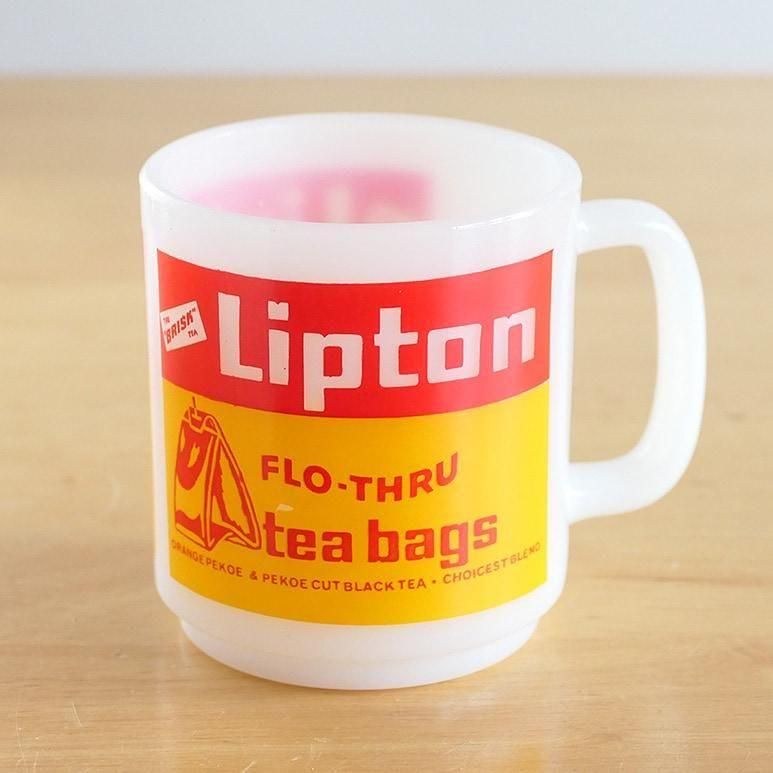 THE
"BRISK"
TEA
Lipton
FLO-THRU
tea bags
ORANGE PEKOE & PEKOE CUT BLACK TEA • CHOICEST BLEND